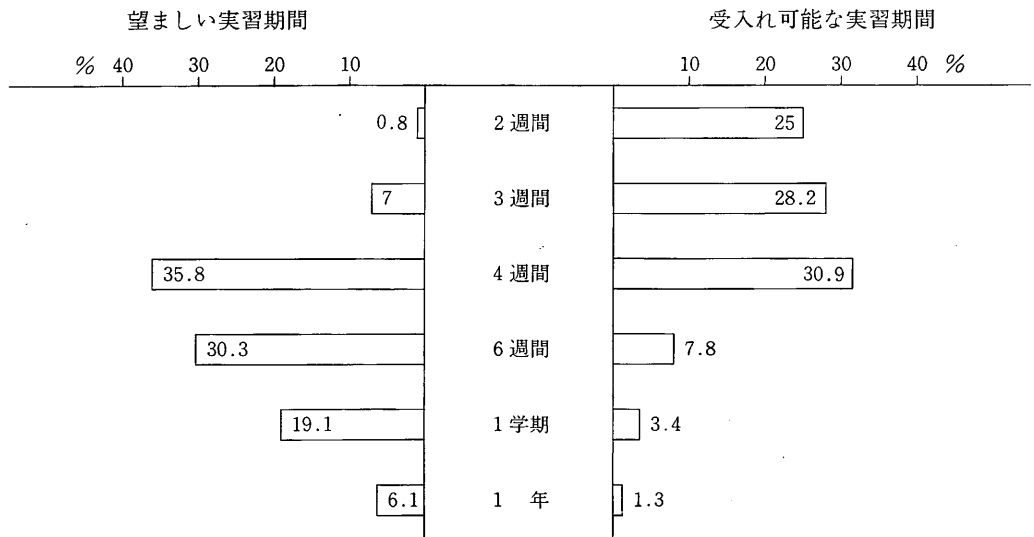 望ましい実習期間 受入れ可能な実習期間
% 40 30 20 10 10 20 30 40 %
0.8 2週間 25
7 3週間 28.2
35.8 4週間 30.9
30.3 6週間 7.8
19.1 1学期 3.4
6.1 1 年 1.3